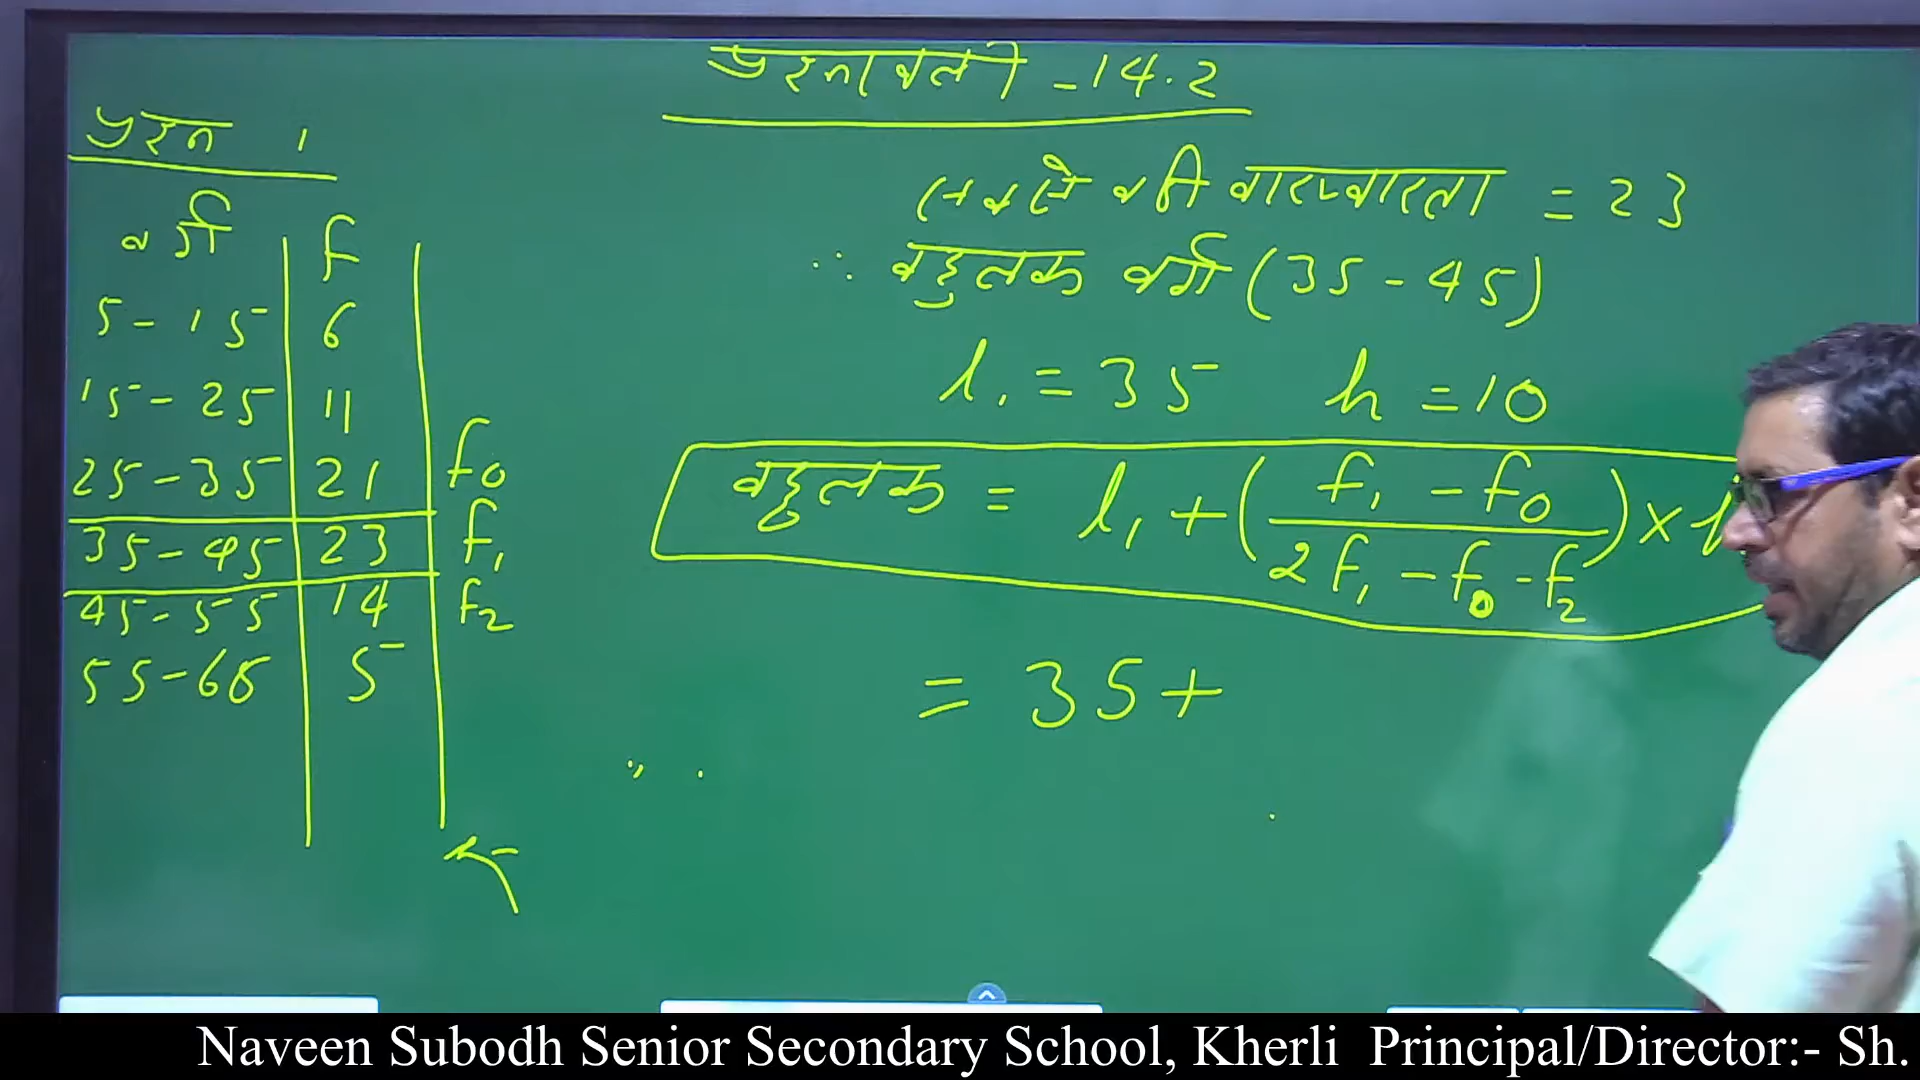 प्रश्नावली - 14.2
प्रश्न 1
वर्ग f
5 - 15 6
15 - 25 11
25 - 35 21 f0
35 - 45 23 f1
45 - 55 14 f2
55 - 65 5
सबसे बड़ी बारम्बारता = 23
∴ बहुलक वर्ग (35 - 45)
l1 = 35 h = 10
बहुलक = l1 + (f1 - f0 / 2f1 - f0 - f2) × h
= 35 +
Naveen Subodh Senior Secondary School, Kherli Principal/Director:- Sh.